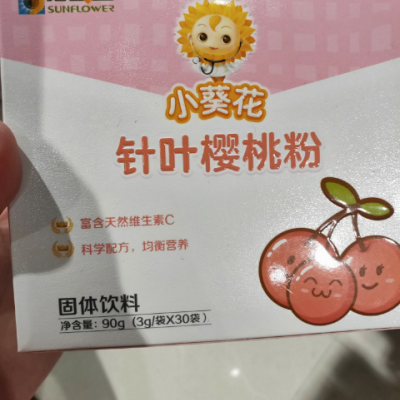 SUNFLOWER
小葵花
针叶樱桃粉
富含天然维生素C
科学配方，均衡营养
固体饮料
净含量：90g（3g/袋X30袋）